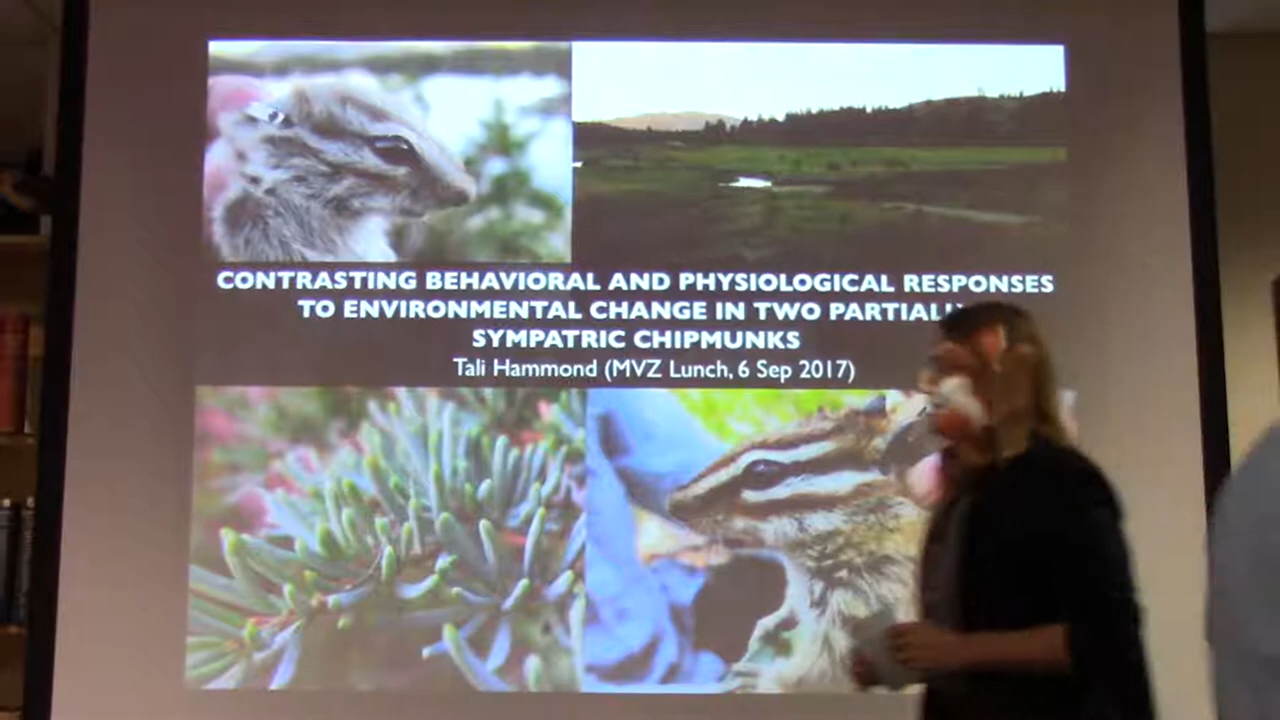 CONTRASTING BEHAVIORAL AND PHYSIOLOGICAL RESPONSES
TO ENVIRONMENTAL CHANGE IN TWO
SYMPATRIC CHIPMUNKS
Tali Hammond (MVZ Lunch, 6 Sep 2017)